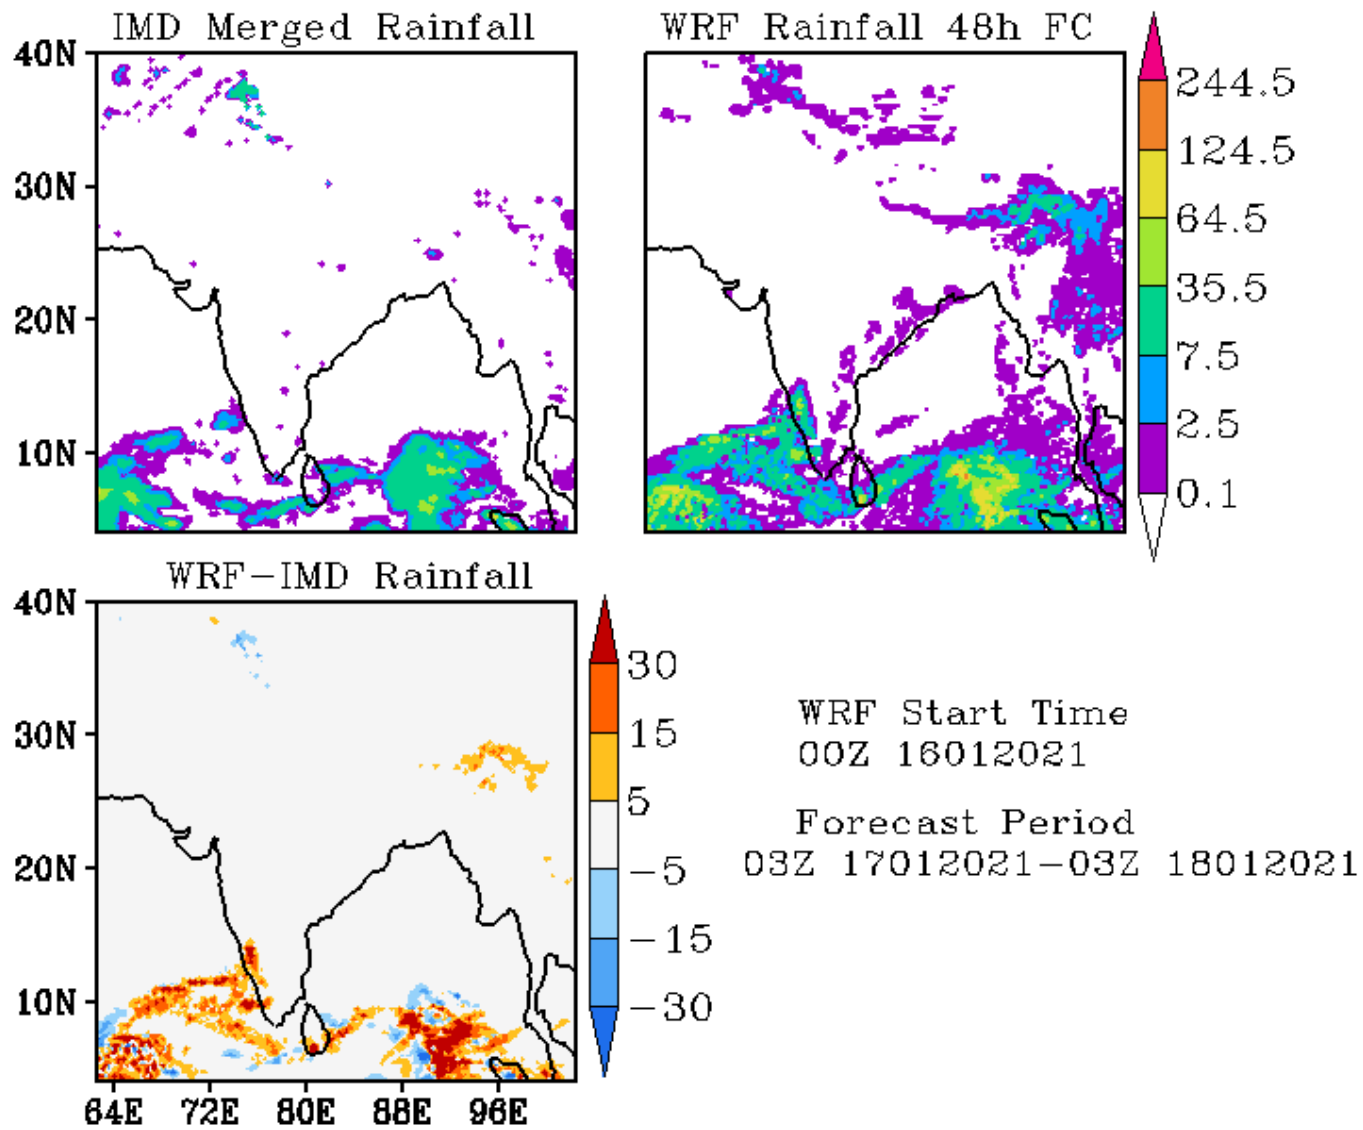 IMD Merged Rainfall
WRF Rainfall 48h FC
40N
30N
20N
10N
244.5
124.5
64.5
35.5
7.5
2.5
0.1
WRF-IMD Rainfall
40N
30N
20N
10N
64E 72E 80E 88E 96E
30
15
5
-5
-15
-30
WRF Start Time
00Z 16012021
Forecast Period
03Z 17012021-03Z 18012021